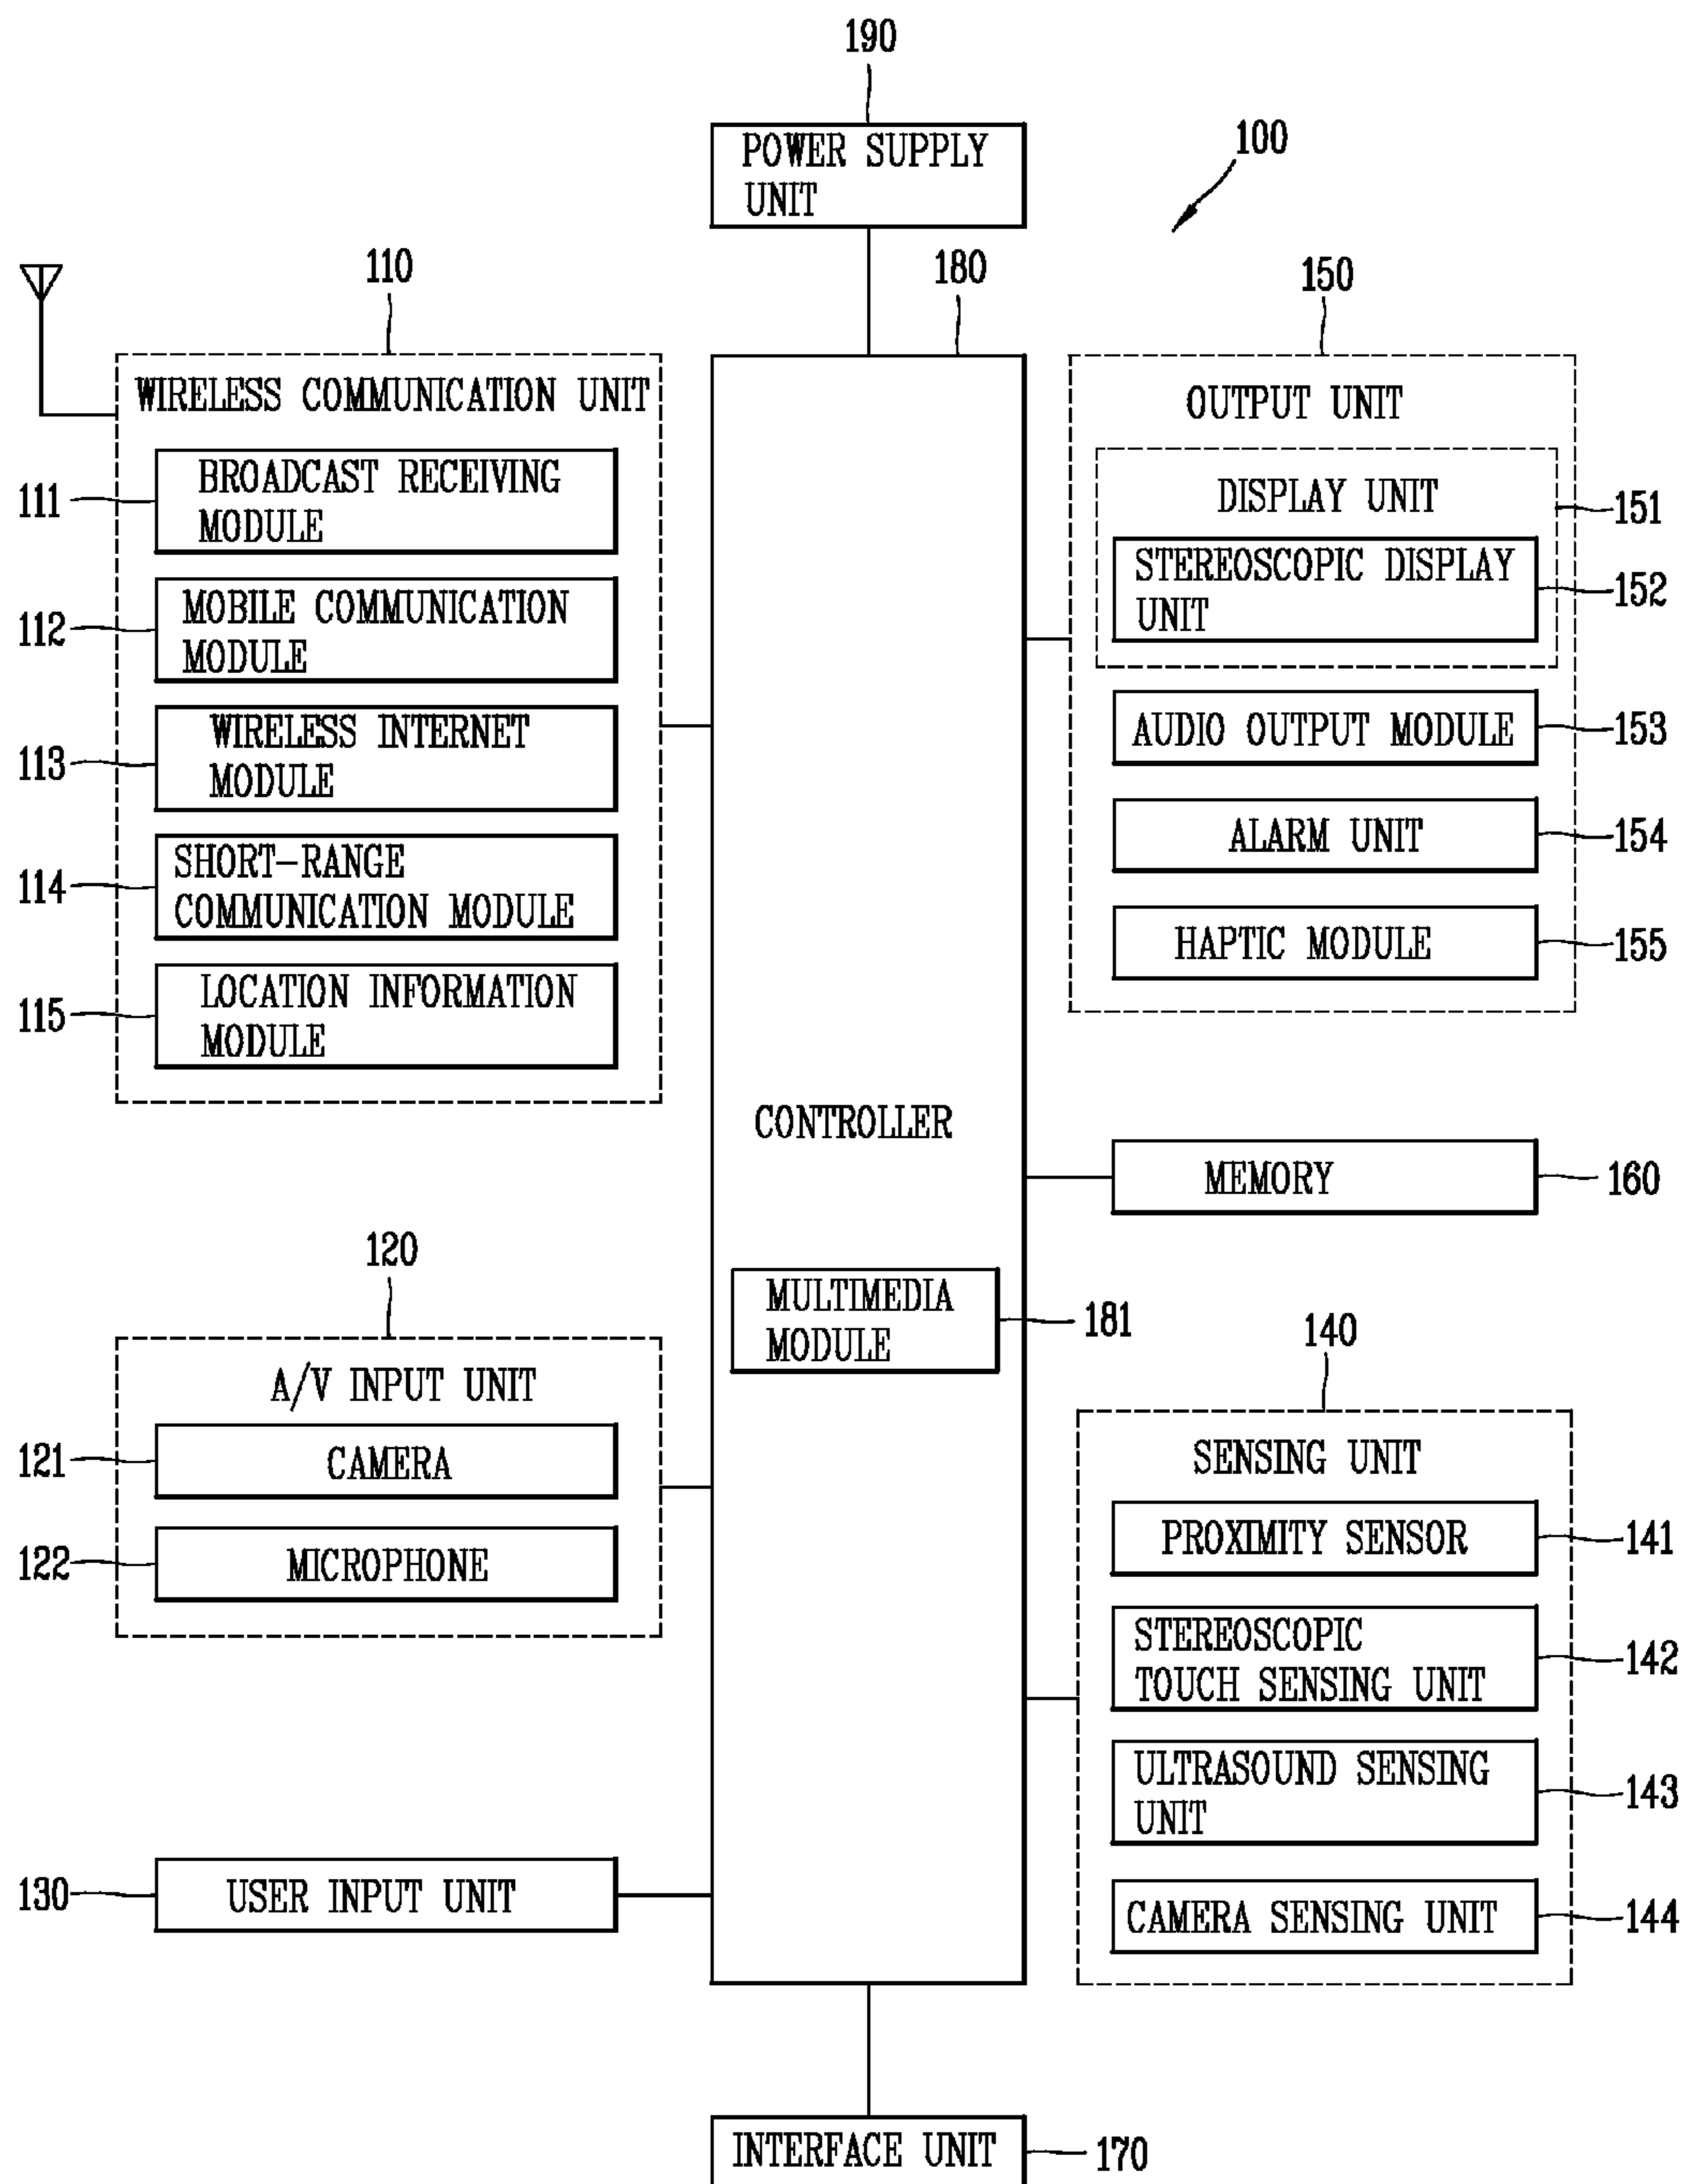 190
POWER SUPPLY
UNIT
100
110
180
150
WIRELESS COMMUNICATION UNIT
111
BROADCAST RECEIVING
MODULE
112
MOBILE COMMUNICATION
MODULE
113
WIRELESS INTERNET
MODULE
114
SHORT-RANGE
COMMUNICATION MODULE
115
LOCATION INFORMATION
MODULE
OUTPUT UNIT
DISPLAY UNIT
151
STEREOSCOPIC DISPLAY
UNIT
152
AUDIO OUTPUT MODULE
153
ALARM UNIT
154
HAPTIC MODULE
155
CONTROLLER
MEMORY
160
120
A/V INPUT UNIT
121
CAMERA
122
MICROPHONE
MULTIMEDIA
MODULE
181
140
SENSING UNIT
PROXIMITY SENSOR
141
STEREOSCOPIC
TOUCH SENSING UNIT
142
ULTRASOUND SENSING
UNIT
143
CAMERA SENSING UNIT
144
130
USER INPUT UNIT
INTERFACE UNIT
170